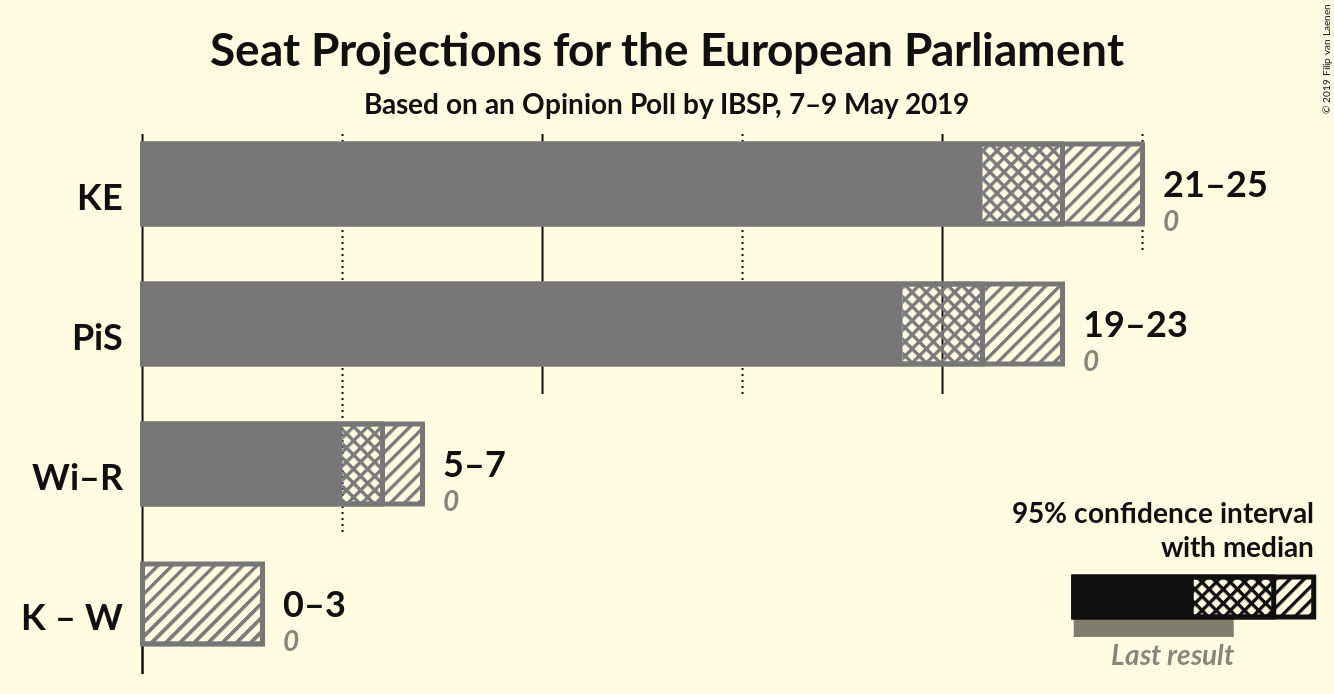 Seat Projections for the European Parliament
Based on an Opinion Poll by IBSP, 7–9 May 2019
© 2019 Filip van Laenen
KE
21–25
0
PiS
19–23
0
Wi–R
5–7
0
K – W
0–3
0
95% confidence interval
with median
Last result